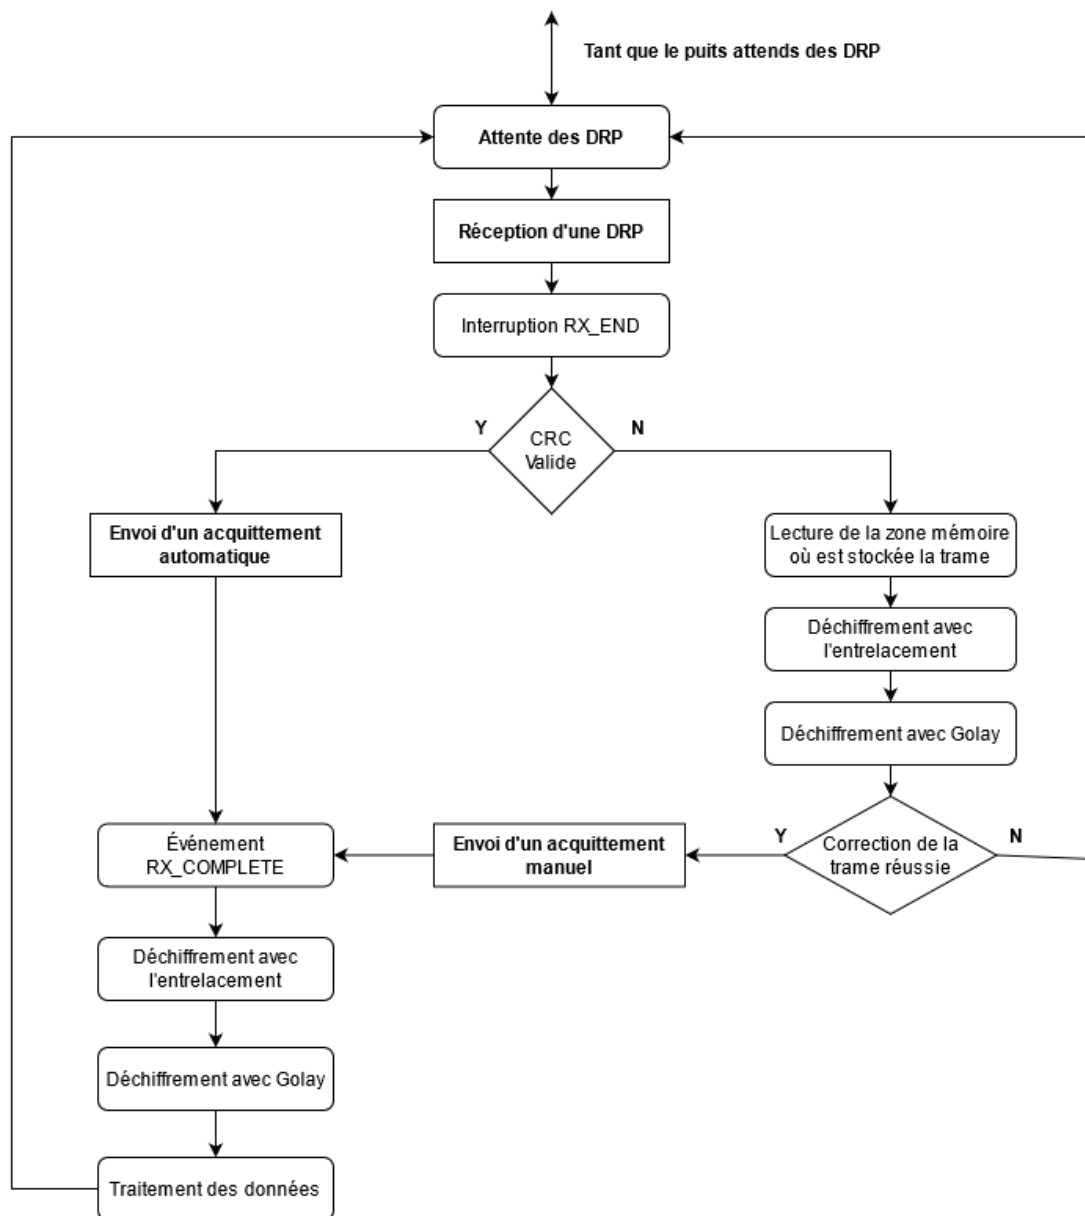 Tant que le puits attends des DRP
Attente des DRP
Réception d'une DRP
Interruption RX_END
Y
N
CRC
Valide
Envoi d'un acquittement
automatique
Lecture de la zone mémoire
où est stockée la trame
Déchiffrement avec
l'entrelacement
Déchiffrement avec Golay
Événement
RX_COMPLETE
Envoi d'un acquittement
manuel
Y
Correction de la
trame réussie
N
Déchiffrement avec
l'entrelacement
Déchiffrement avec Golay
Traitement des données